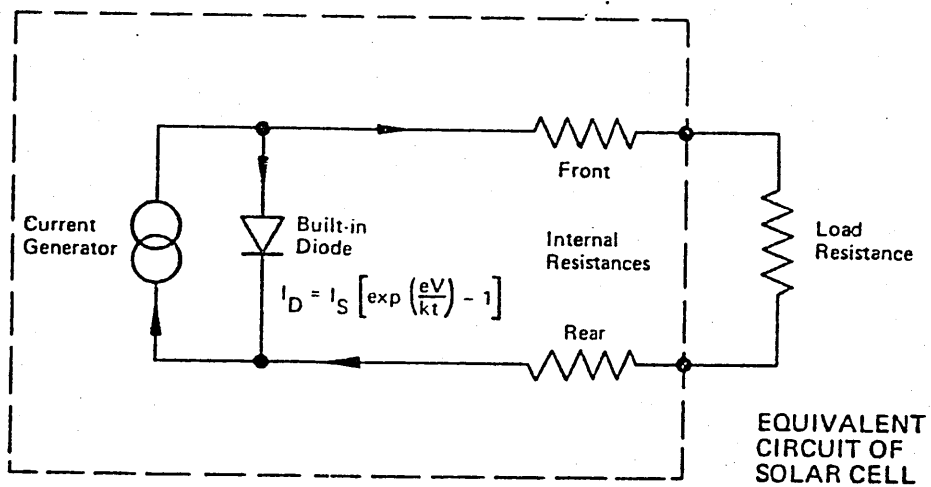 Front
Current
Generator
Built-in
Diode
Internal
Resistances
Load
Resistance
I_D = I_S [exp (eV/kt) - 1]
Rear
EQUIVALENT
CIRCUIT OF
SOLAR CELL